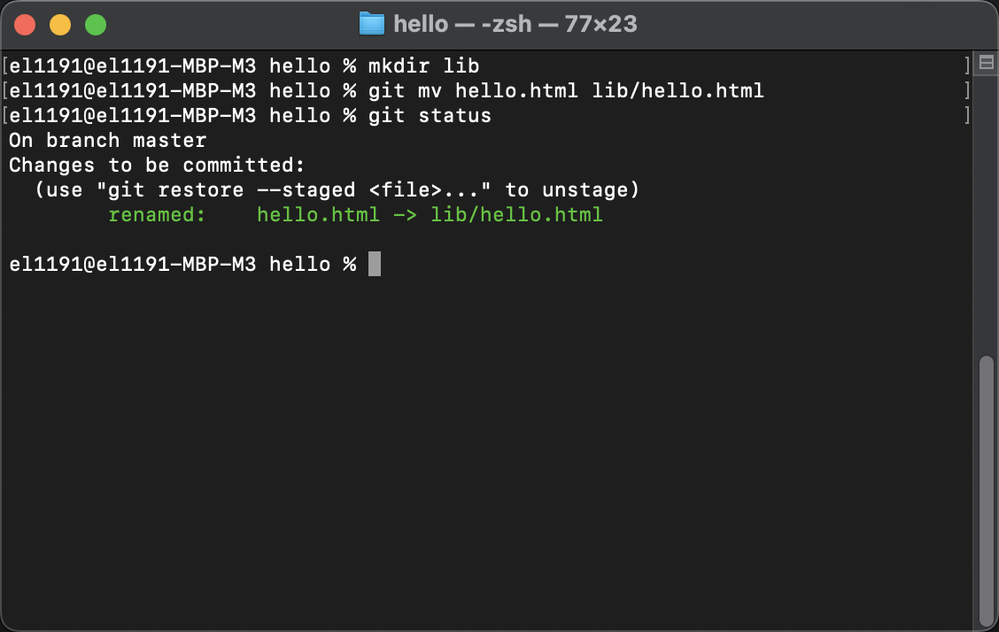 hello — -zsh — 77×23
[el1191@el1191-MBP-M3 hello % mkdir lib ]
[el1191@el1191-MBP-M3 hello % git mv hello.html lib/hello.html ]
[el1191@el1191-MBP-M3 hello % git status ]
On branch master
Changes to be committed:
  (use "git restore --staged <file>..." to unstage)
        renamed:    hello.html -> lib/hello.html

el1191@el1191-MBP-M3 hello %